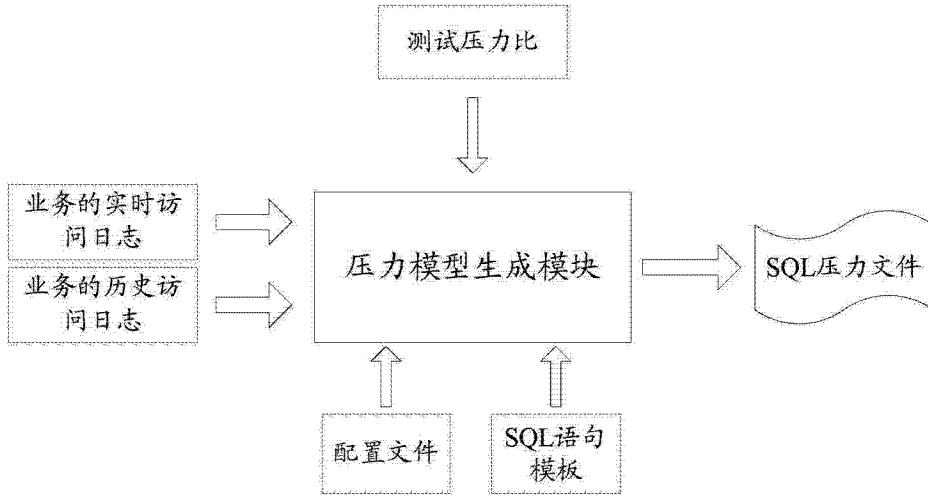 测试压力比
业务的实时访
问日志
压力模型生成模块
SQL压力文件
业务的历史访
问日志
配置文件
SQL语句
模板